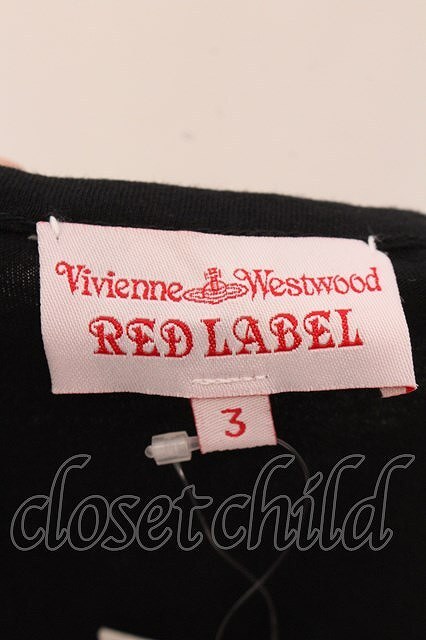 Vivienne Westwood
RED LABEL
3
closetchild